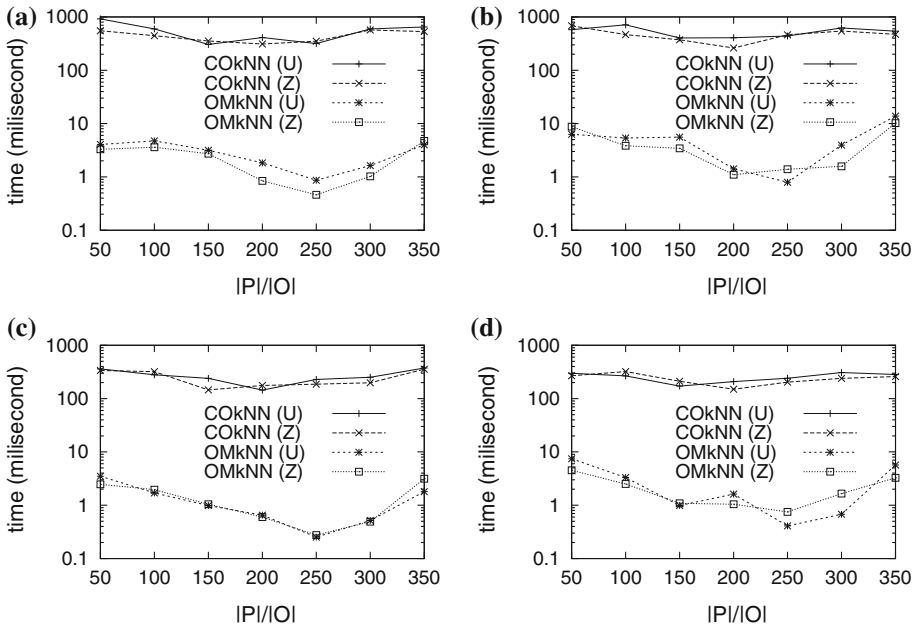 (a)
1000
100
10
1
0.1
time (milisecond)
COkNN (U)
COkNN (Z)
OMkNN (U)
OMkNN (Z)
50 100 150 200 250 300 350
|P|/|O|
(b)
1000
100
10
1
0.1
time (milisecond)
COkNN (U)
COkNN (Z)
OMkNN (U)
OMkNN (Z)
50 100 150 200 250 300 350
|P|/|O|
(c)
1000
100
10
1
0.1
time (milisecond)
COkNN (U)
COkNN (Z)
OMkNN (U)
OMkNN (Z)
50 100 150 200 250 300 350
|P|/|O|
(d)
1000
100
10
1
0.1
time (milisecond)
COkNN (U)
COkNN (Z)
OMkNN (U)
OMkNN (Z)
50 100 150 200 250 300 350
|P|/|O|